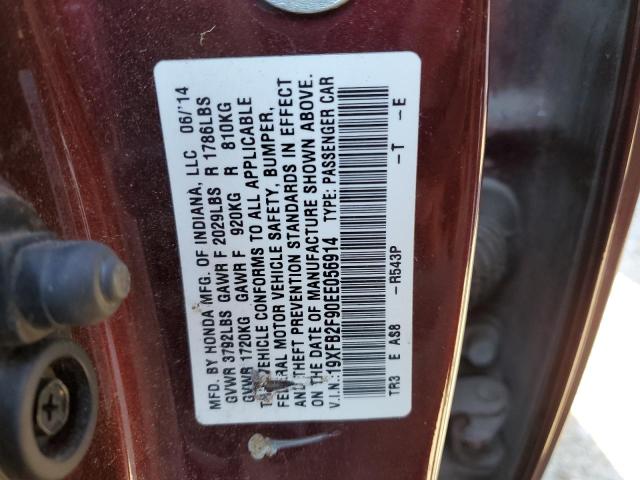 MFD. BY HONDA MFG. OF INDIANA, LLC 06/'14
GVWR 3792LBS GAWR F 2029LBS R 1786LBS
GVWR 1720KG GAWR F 920KG R 810KG
VEHICLE CONFORMS TO ALL APPLICABLE
FEDERAL MOTOR VEHICLE SAFETY, BUMPER,
AND THEFT PREVENTION STANDARDS IN EFFECT
ON THE DATE OF MANUFACTURE SHOWN ABOVE.
V.I.N.:19XFB2F90EE056914 TYPE: PASSENGER CAR
TR3 E AS8 -R543P -T -E